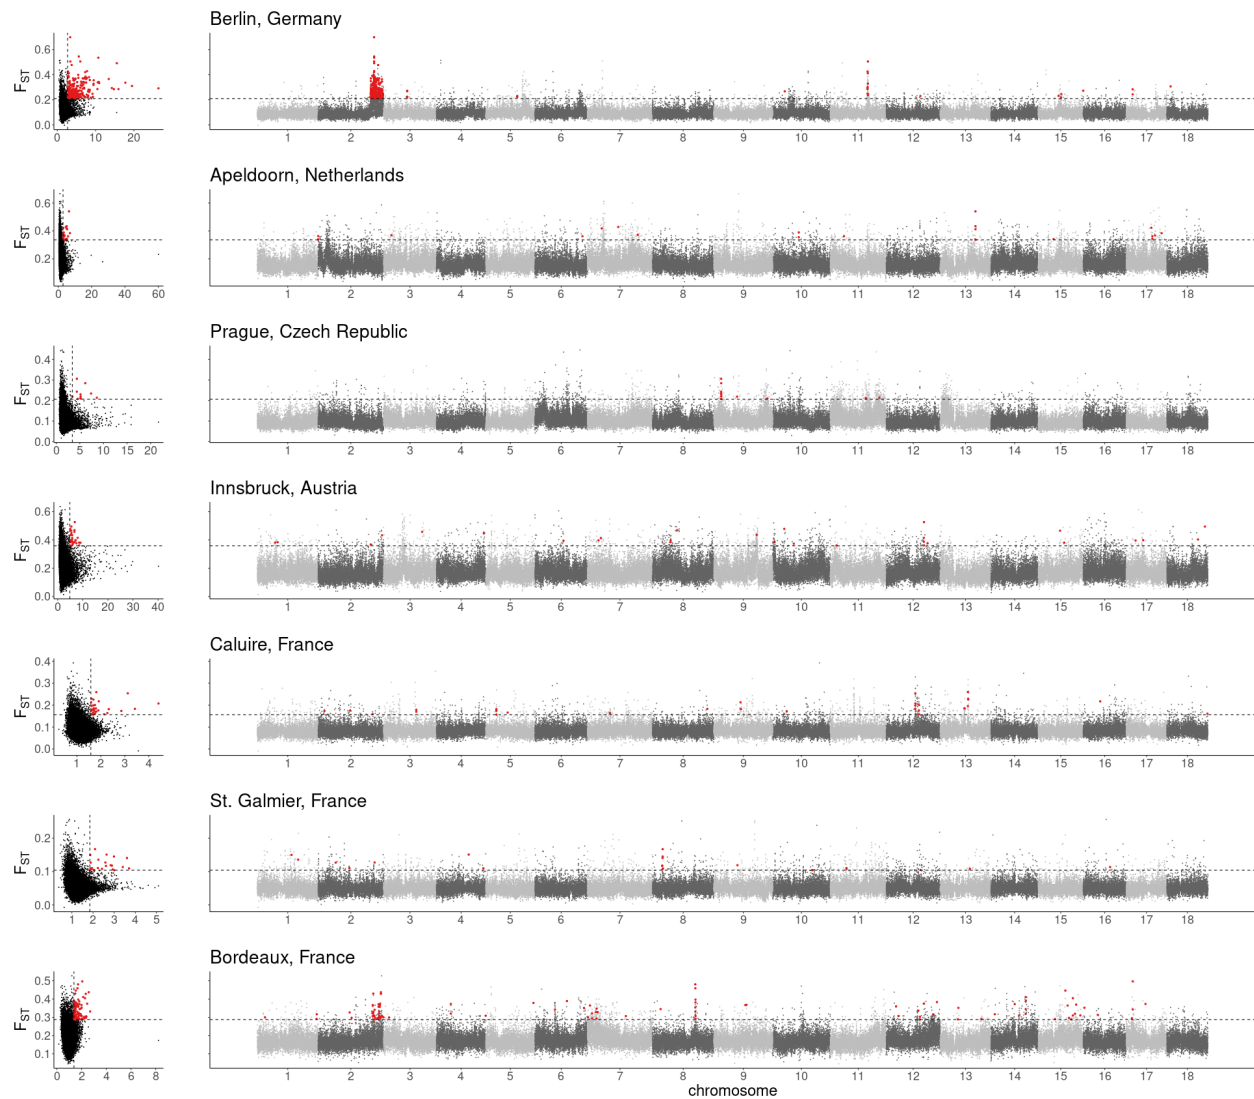 Berlin, Germany
F_ST
0.6
0.4
0.2
0.0
0 10 20
1 2 3 4 5 6 7 8 9 10 11 12 13 14 15 16 17 18
Apeldoorn, Netherlands
F_ST
0.6
0.4
0.2
0 20 40 60
1 2 3 4 5 6 7 8 9 10 11 12 13 14 15 16 17 18
Prague, Czech Republic
F_ST
0.4
0.3
0.2
0.1
0.0
0 5 10 15 20
1 2 3 4 5 6 7 8 9 10 11 12 13 14 15 16 17 18
Innsbruck, Austria
F_ST
0.6
0.4
0.2
0.0
0 10 20 30 40
1 2 3 4 5 6 7 8 9 10 11 12 13 14 15 16 17 18
Caluire, France
F_ST
0.4
0.3
0.2
0.1
0.0
1 2 3 4
1 2 3 4 5 6 7 8 9 10 11 12 13 14 15 16 17 18
St. Galmier, France
F_ST
0.2
0.1
0.0
1 2 3 4 5
1 2 3 4 5 6 7 8 9 10 11 12 13 14 15 16 17 18
Bordeaux, France
F_ST
0.5
0.4
0.3
0.2
0.1
0 2 4 6 8
1 2 3 4 5 6 7 8 9 10 11 12 13 14 15 16 17 18
chromosome